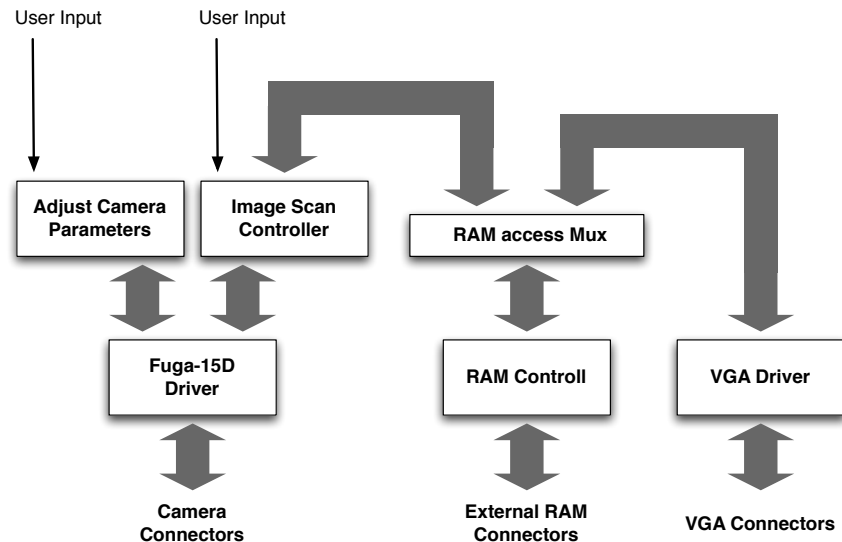 User Input
User Input
Adjust Camera
Parameters
Image Scan
Controller
RAM access Mux
Fuga-15D
Driver
RAM Controll
VGA Driver
Camera
Connectors
External RAM
Connectors
VGA Connectors